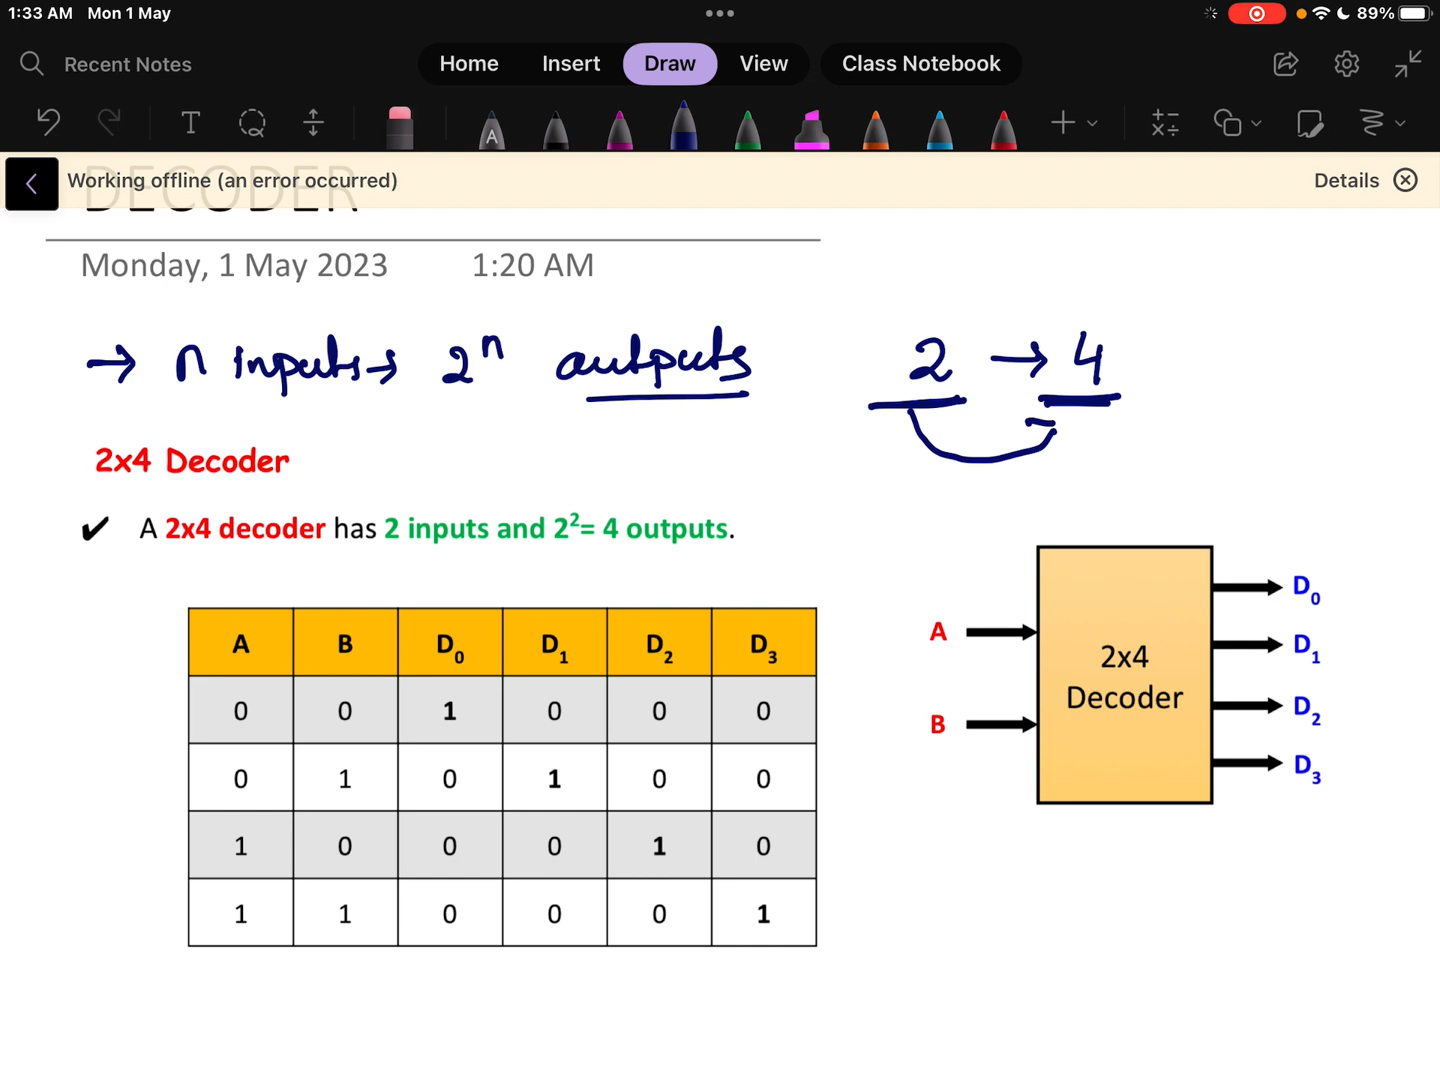 1:33 AM Mon 1 May 89%
Recent Notes Home Insert Draw View Class Notebook
T A
Working offline (an error occurred) Details
DECODER
Monday, 1 May 2023 1:20 AM
→ n inputs → 2ⁿ outputs 2 → 4
2x4 Decoder
✔ A 2x4 decoder has 2 inputs and 2²= 4 outputs.
A B D₀ D₁ D₂ D₃
0 0 1 0 0 0
0 1 0 1 0 0
1 0 0 0 1 0
1 1 0 0 0 1
A
B
2x4
Decoder
D₀
D₁
D₂
D₃